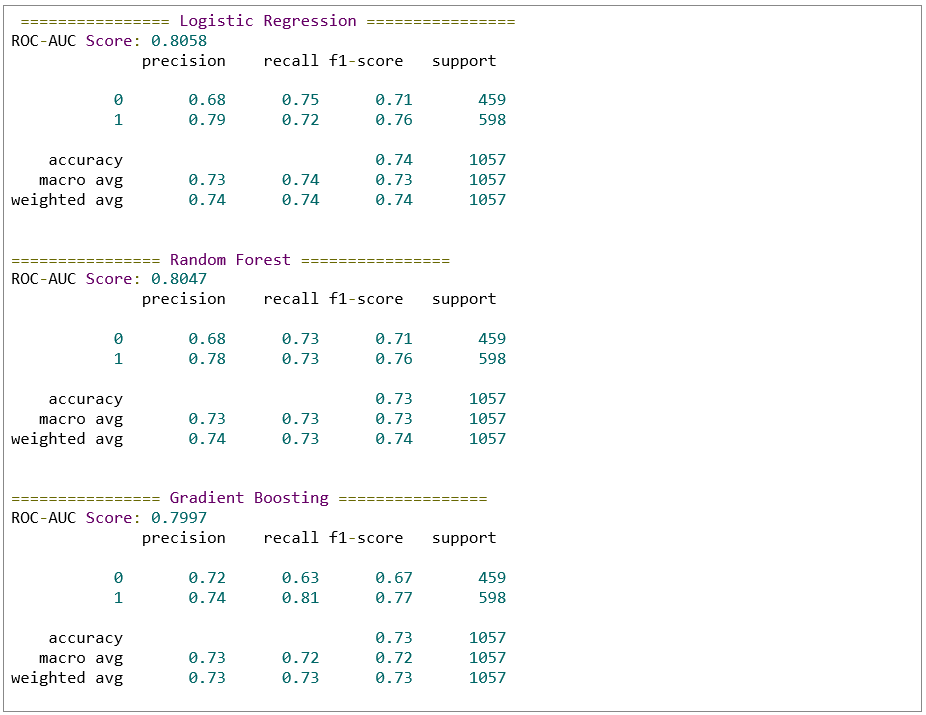 ================ Logistic Regression ================
ROC-AUC Score: 0.8058
              precision    recall f1-score   support

           0       0.68      0.75      0.71       459
           1       0.79      0.72      0.76       598

    accuracy                           0.74      1057
   macro avg       0.73      0.74      0.73      1057
weighted avg       0.74      0.74      0.74      1057

================ Random Forest ================
ROC-AUC Score: 0.8047
              precision    recall f1-score   support

           0       0.68      0.73      0.71       459
           1       0.78      0.73      0.76       598

    accuracy                           0.73      1057
   macro avg       0.73      0.73      0.73      1057
weighted avg       0.74      0.73      0.74      1057

================ Gradient Boosting ================
ROC-AUC Score: 0.7997
              precision    recall f1-score   support

           0       0.72      0.63      0.67       459
           1       0.74      0.81      0.77       598

    accuracy                           0.73      1057
   macro avg       0.73      0.72      0.72      1057
weighted avg       0.73      0.73      0.73      1057